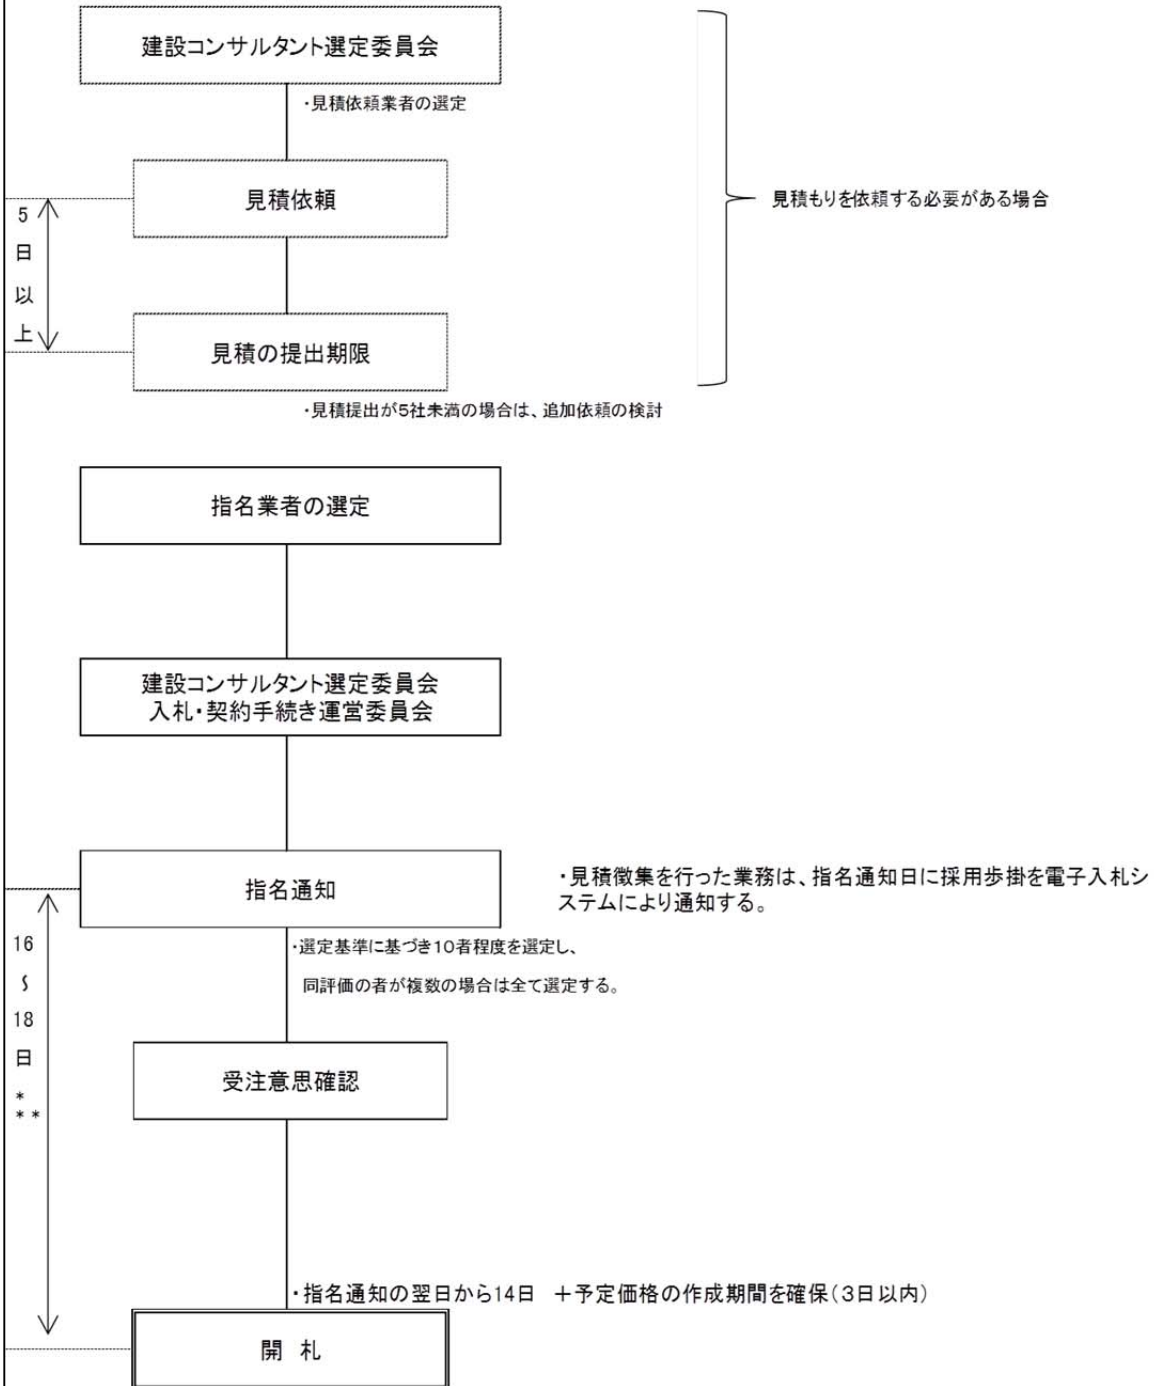 建設コンサルタント選定委員会
・見積依頼業者の選定
見積依頼
見積もりを依頼する必要がある場合
5日以上
見積の提出期限
・見積提出が5社未満の場合は、追加依頼の検討
指名業者の選定
建設コンサルタント選定委員会
入札・契約手続き運営委員会
指名通知
・見積徴集を行った業務は、指名通知日に採用歩掛を電子入札シ
ステムにより通知する。
・選定基準に基づき10者程度を選定し、
同評価の者が複数の場合は全て選定する。
16～18日***
受注意思確認
・指名通知の翌日から14日　＋予定価格の作成期間を確保（3日以内）
開　札